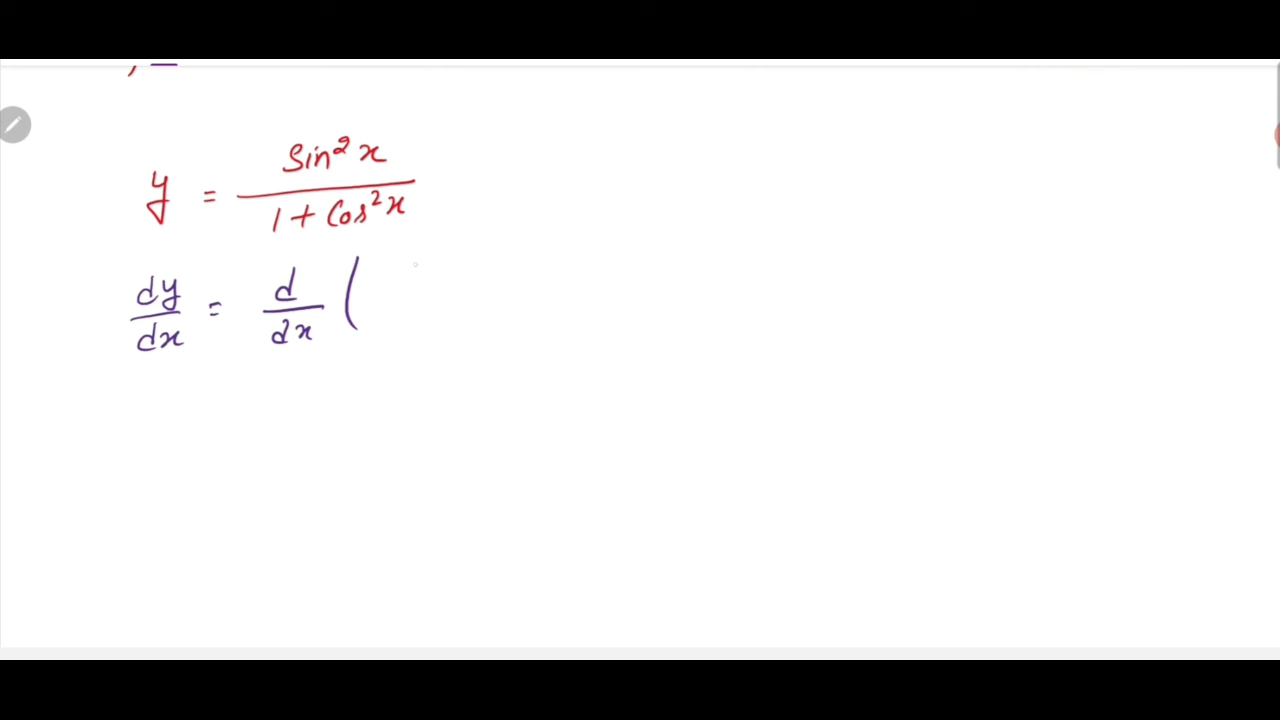 y = Sin²x / 1 + Cos²x
dy/dx = d/dx (